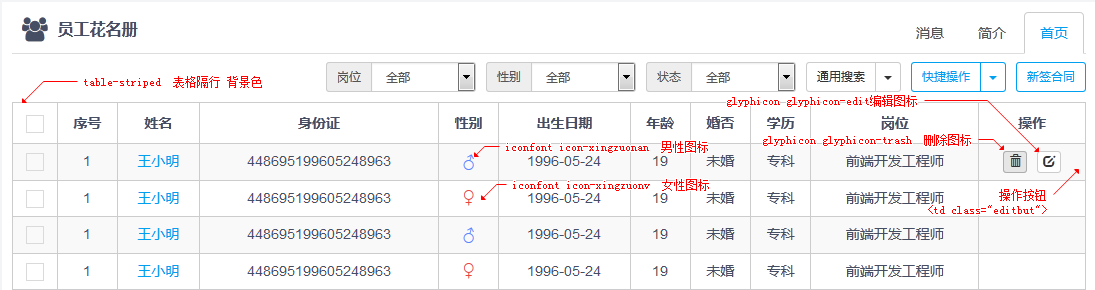 员工花名册
消息 简介 首页
岗位 全部 性别 全部 状态 全部 通用搜索 快捷操作 新签合同
table-striped 表格隔行 背景色
glyphicon glyphicon-edit编辑图标
序号 姓名 身份证 性别 出生日期 年龄 婚否 学历 岗位 操作
glyphicon glyphicon-trash 删除图标
iconfont icon-xingzuonan 男性图标
1 王小明 448695199605248963 1996-05-24 19 未婚 专科 前端开发工程师
iconfont icon-xingzuonv 女性图标
1 王小明 448695199605248963 1996-05-24 19 未婚 专科 前端开发工程师
操作按钮
<td class="editbut">
1 王小明 448695199605248963 1996-05-24 19 未婚 专科 前端开发工程师
1 王小明 448695199605248963 1996-05-24 19 未婚 专科 前端开发工程师